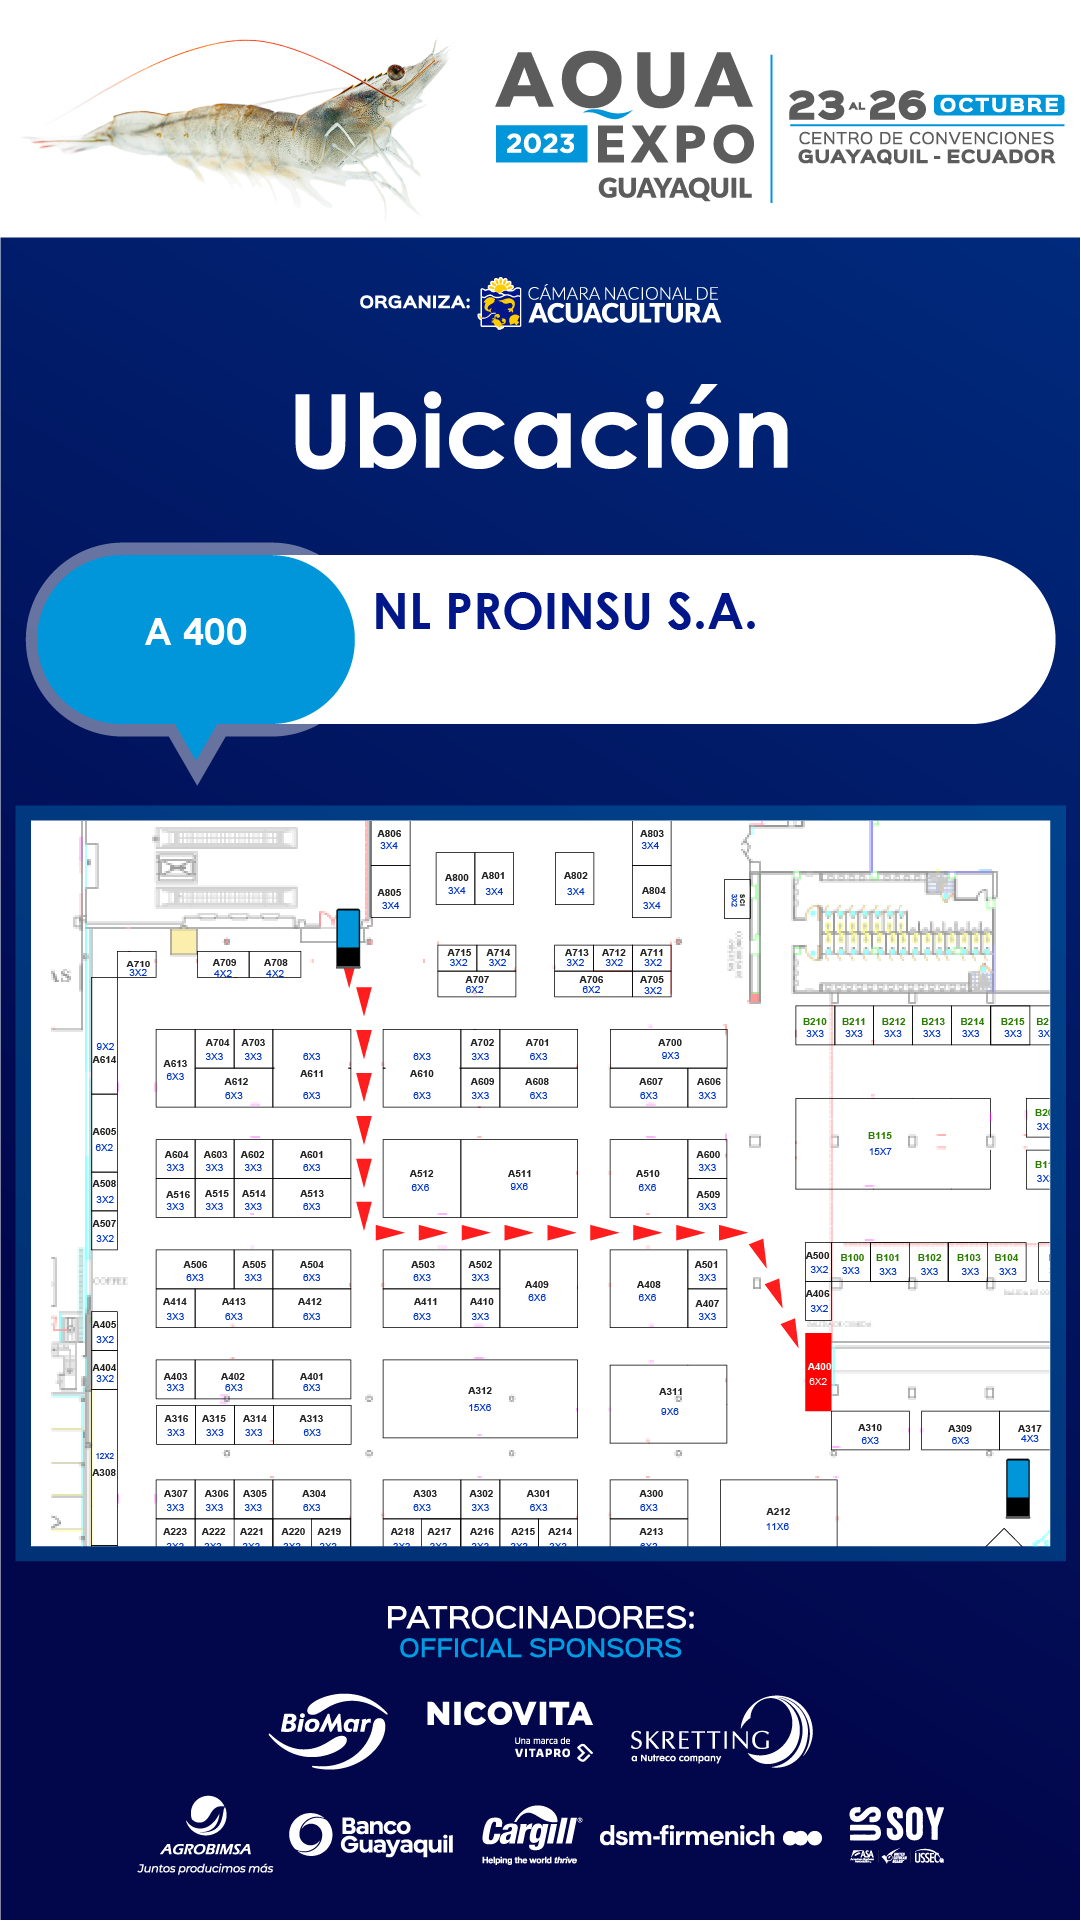 AQUA
2023 EXPO
GUAYAQUIL
23 AL 26 OCTUBRE
CENTRO DE CONVENCIONES
GUAYAQUIL - ECUADOR
ORGANIZA:
CÁMARA NACIONAL DE
ACUACULTURA
Ubicación
A 400
NL PROINSU S.A.
A806 3X4
A803 3X4
A805 3X4
A800 3X4
A801 3X4
A802 3X4
A804 3X4
SCI 3X2
A710 3X2
A709 4X2
A708 4X2
A715 3X2
A714 3X2
A713 3X2
A712 3X2
A711 3X2
A707 6X2
A706 6X2
A705 3X2
B210 3X3
B211 3X3
B212 3X3
B213 3X3
B214 3X3
B215 3X3
9X2 A614
A613 6X3
A704 3X3
A703 3X3
A612 6X3
6X3 A611 6X3
6X3 A610 6X3
A702 3X3
A701 6X3
A609 3X3
A608 6X3
A700 9X3
A607 6X3
A606 3X3
A605 6X2
A508 3X2
A507 3X2
A604 3X3
A603 3X3
A602 3X3
A601 6X3
A516 3X3
A515 3X3
A514 3X3
A513 6X3
A512 6X6
A511 9X6
A510 6X6
A600 3X3
A509 3X3
B115 15X7
A506 6X3
A505 3X3
A504 6X3
A414 3X3
A413 6X3
A412 6X3
A503 6X3
A502 3X3
A409 6X6
A411 6X3
A410 3X3
A408 6X6
A501 3X3
A407 3X3
A500 3X2
A406 3X2
B100 3X3
B101 3X3
B102 3X3
B103 3X3
B104 3X3
COFFEE
A405 3X2
A404 3X2
12X2 A308
A403 3X3
A402 6X3
A401 6X3
A316 3X3
A315 3X3
A314 3X3
A313 6X3
A312 15X6
A311 9X6
A400 6X2
A310 6X3
A309 6X3
A317 4X3
A307 3X3
A306 3X3
A305 3X3
A304 6X3
A303 6X3
A302 3X3
A301 6X3
A300 6X3
A212 11X6
A223
A222
A221
A220
A219
A218
A217
A216
A215
A214
A213
PATROCINADORES:
OFFICIAL SPONSORS
BioMar
NICOVITA
Una marca de
VITAPRO
SKRETTING
a Nutreco company
AGROBIMSA
Juntos producimos más
Banco
Guayaquil
Cargill®
Helping the world thrive
dsm-firmenich
US SOY
ASA
USSEC